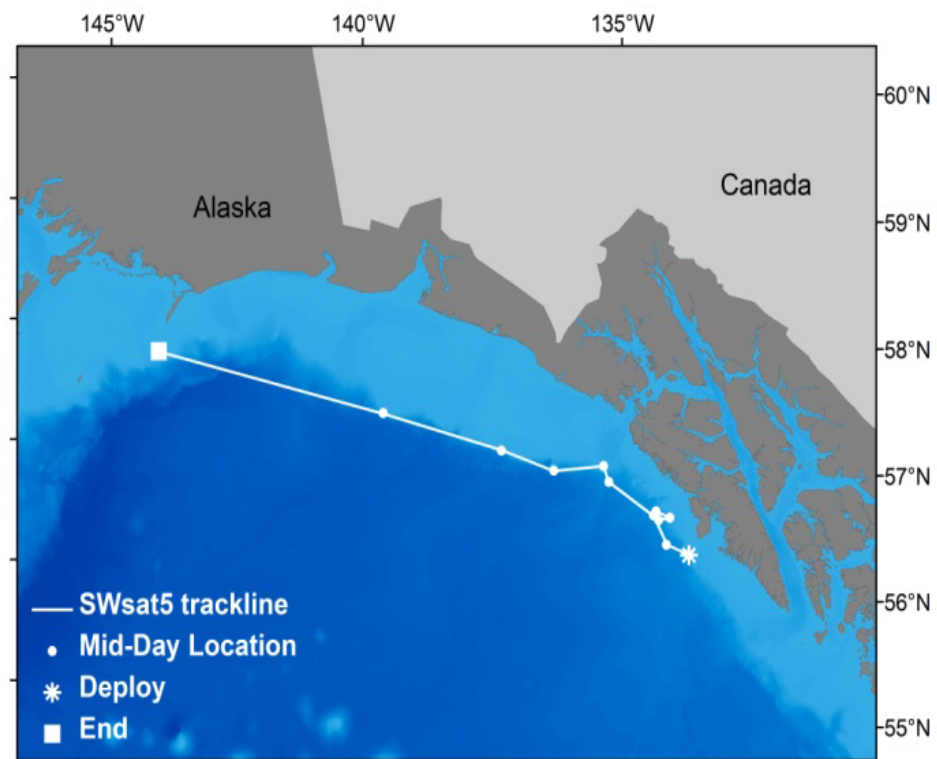 145°W 140°W 135°W
60°N
Canada
Alaska
59°N
58°N
57°N
56°N
SWsat5 trackline
Mid-Day Location
Deploy
End
55°N